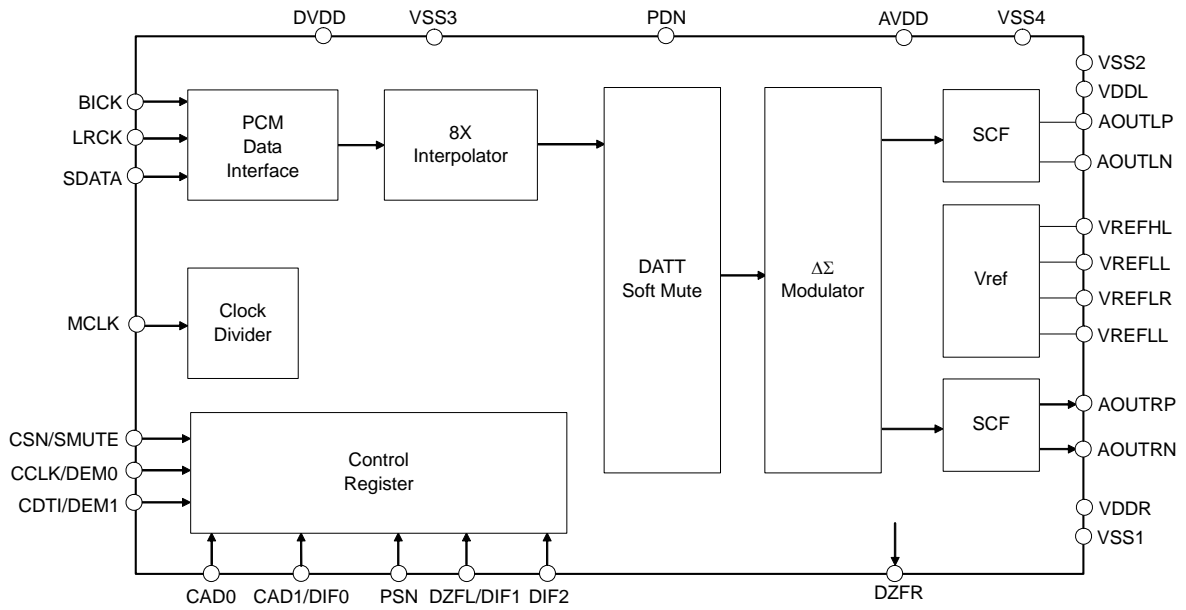 DVDD
VSS3
PDN
AVDD
VSS4
VSS2
VDDL
BICK
LRCK
SDATA
PCM
Data
Interface
8X
Interpolator
SCF
AOUTLP
AOUTLN
DATT
Soft Mute
ΔΣ
Modulator
Vref
VREFHL
VREFLL
VREFLR
VREFLL
MCLK
Clock
Divider
SCF
AOUTRP
AOUTRN
CSN/SMUTE
CCLK/DEM0
CDTI/DEM1
Control
Register
VDDR
VSS1
CAD0
CAD1/DIF0
PSN
DZFL/DIF1
DIF2
DZFR